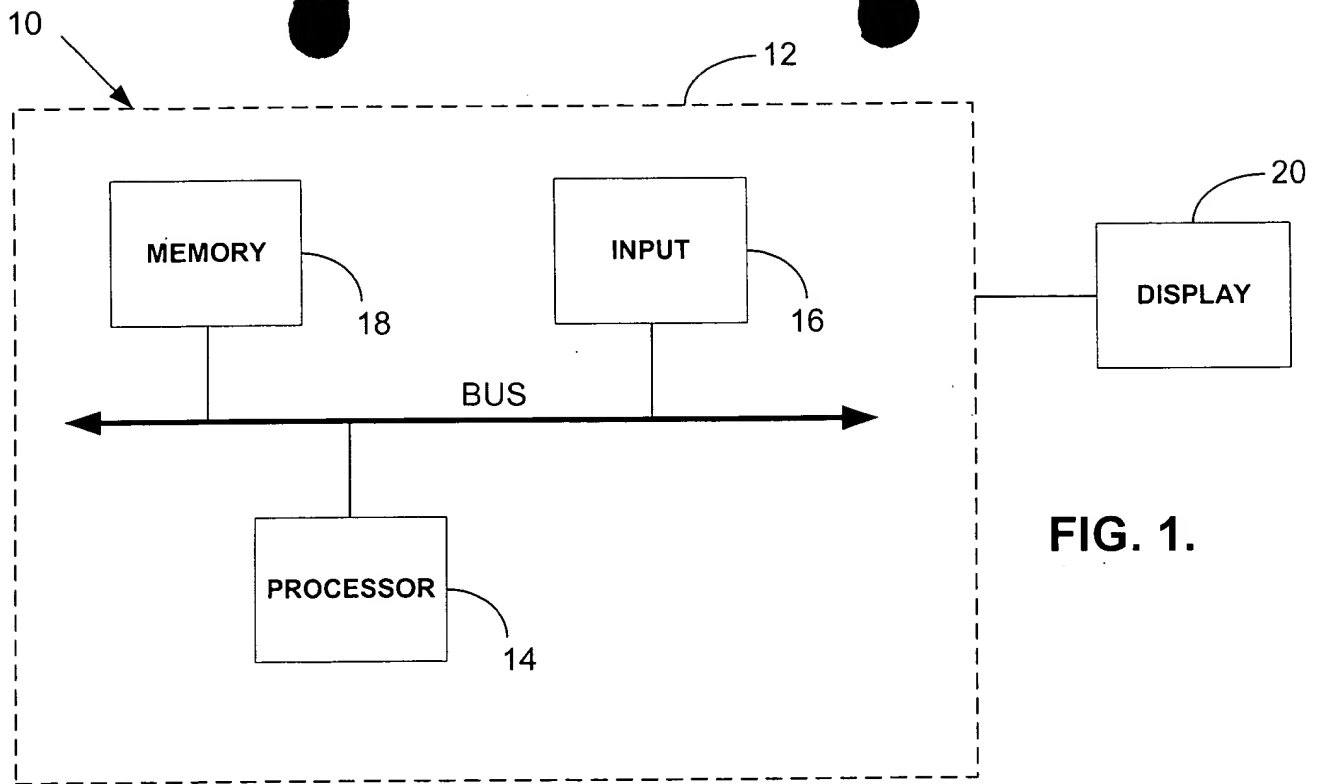 10
12
20
MEMORY
18
INPUT
16
DISPLAY
BUS
PROCESSOR
14
FIG. 1.